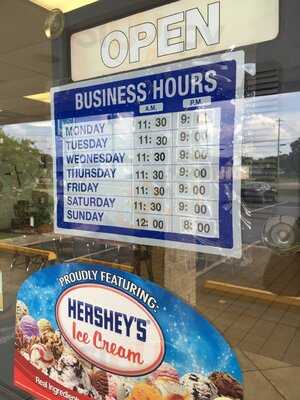 OPEN
BUSINESS HOURS
A.M. P.M.
MONDAY 11: 30 9: 00
TUESDAY 11: 30 9: 00
WEDNESDAY 11: 30 9: 00
THURSDAY 11: 30 9: 00
FRIDAY 11: 30 9: 00
SATURDAY 11: 30 9: 00
SUNDAY 12: 00 8: 00
PROUDLY FEATURING:
HERSHEY'S
Ice Cream
Real Ingredients